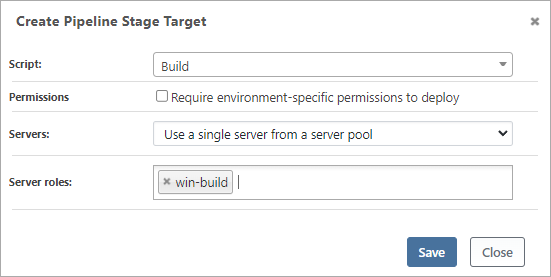 Create Pipeline Stage Target ×
Script: Build
Permissions Require environment-specific permissions to deploy
Servers: Use a single server from a server pool
Server roles: × win-build
Save Close